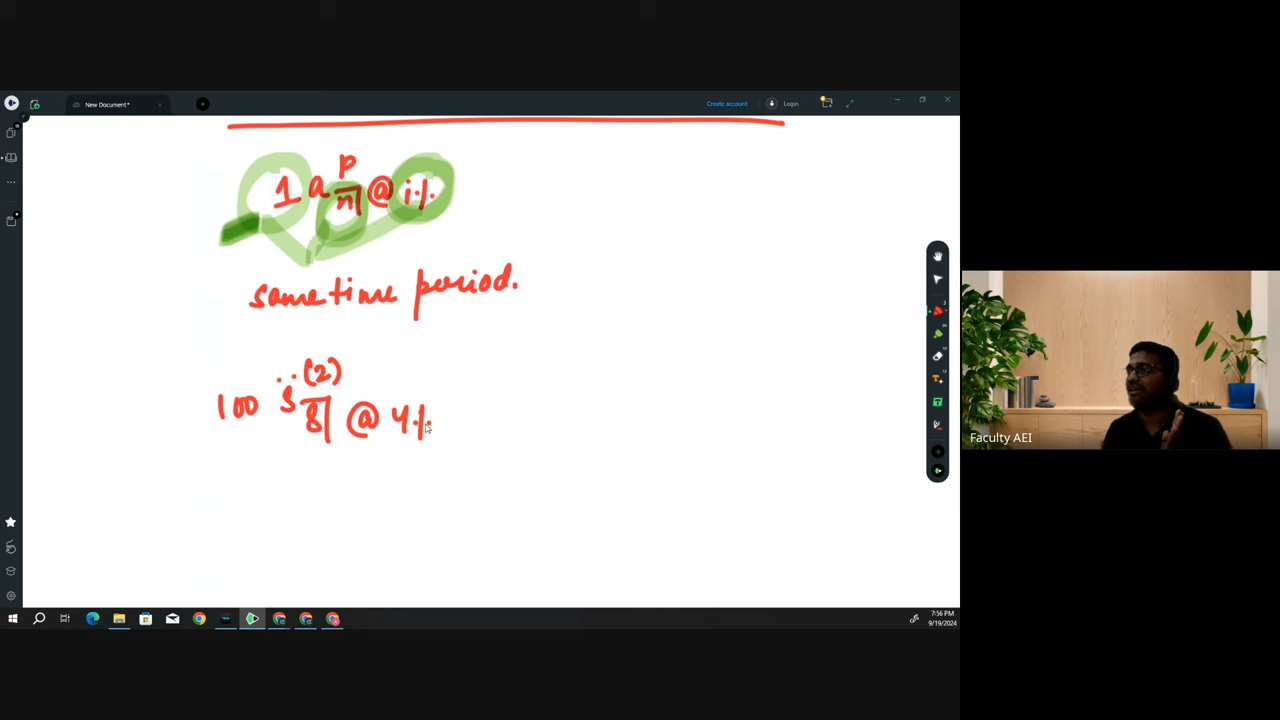 New Document*
Create account
Login
1 a p n @ i%
same time period.
100 s̈ (2) 8 @ 4%
Faculty AEI
7:56 PM
9/19/2024